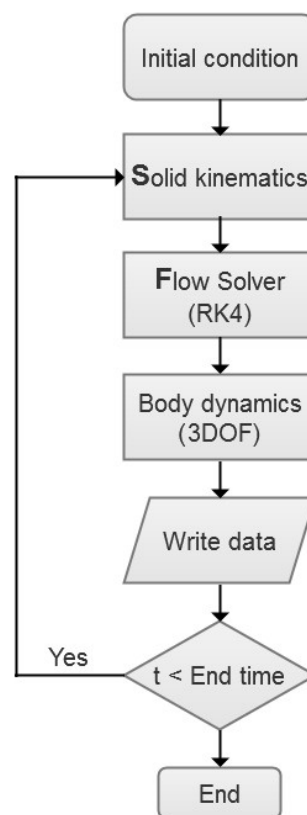 Initial condition
Solid kinematics
Flow Solver
(RK4)
Body dynamics
(3DOF)
Write data
Yes
t < End time
End